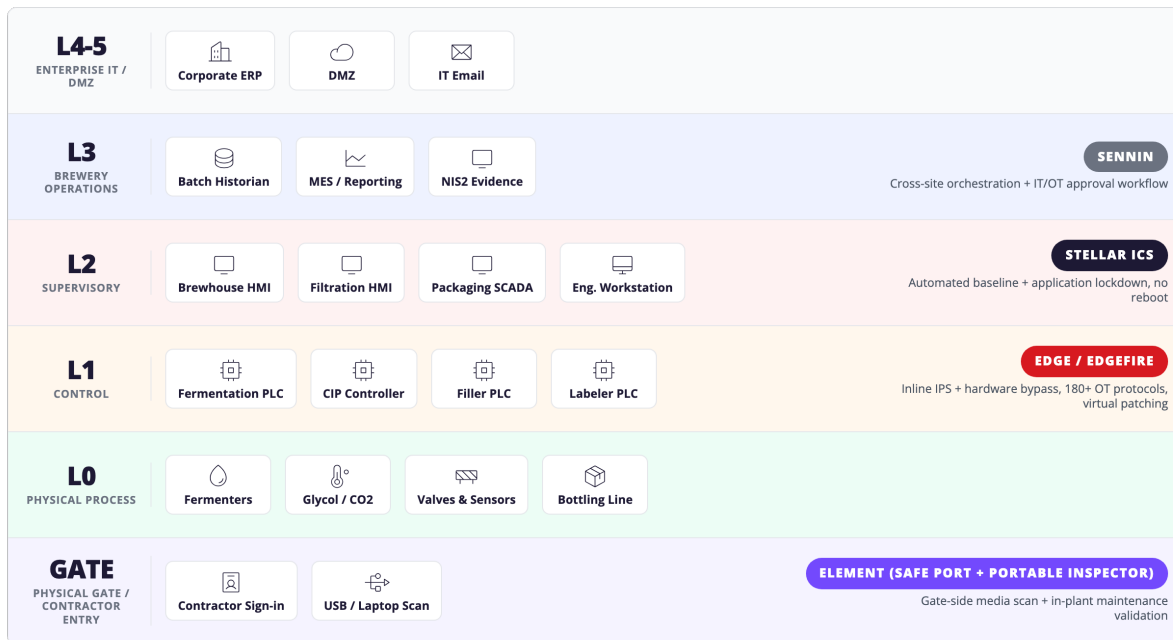 L4-5
ENTERPRISE IT /
DMZ
Corporate ERP
DMZ
IT Email
L3
BREWERY
OPERATIONS
Batch Historian
MES / Reporting
NIS2 Evidence
SENNIN
Cross-site orchestration + IT/OT approval workflow
L2
SUPERVISORY
Brewhouse HMI
Filtration HMI
Packaging SCADA
Eng. Workstation
STELLAR ICS
Automated baseline + application lockdown, no
reboot
L1
CONTROL
Fermentation PLC
CIP Controller
Filler PLC
Labeler PLC
EDGE / EDGEFIRE
Inline IPS + hardware bypass, 180+ OT protocols,
virtual patching
L0
PHYSICAL PROCESS
Fermenters
Glycol / CO2
Valves & Sensors
Bottling Line
GATE
PHYSICAL GATE /
CONTRACTOR
ENTRY
Contractor Sign-in
USB / Laptop Scan
ELEMENT (SAFE PORT + PORTABLE INSPECTOR)
Gate-side media scan + in-plant maintenance
validation